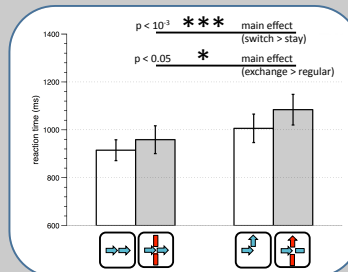 p < 10⁻³ *** main effect
(switch > stay)
p < 0.05 * main effect
(exchange > regular)
reaction time (ms)
1400
1200
1000
800
600